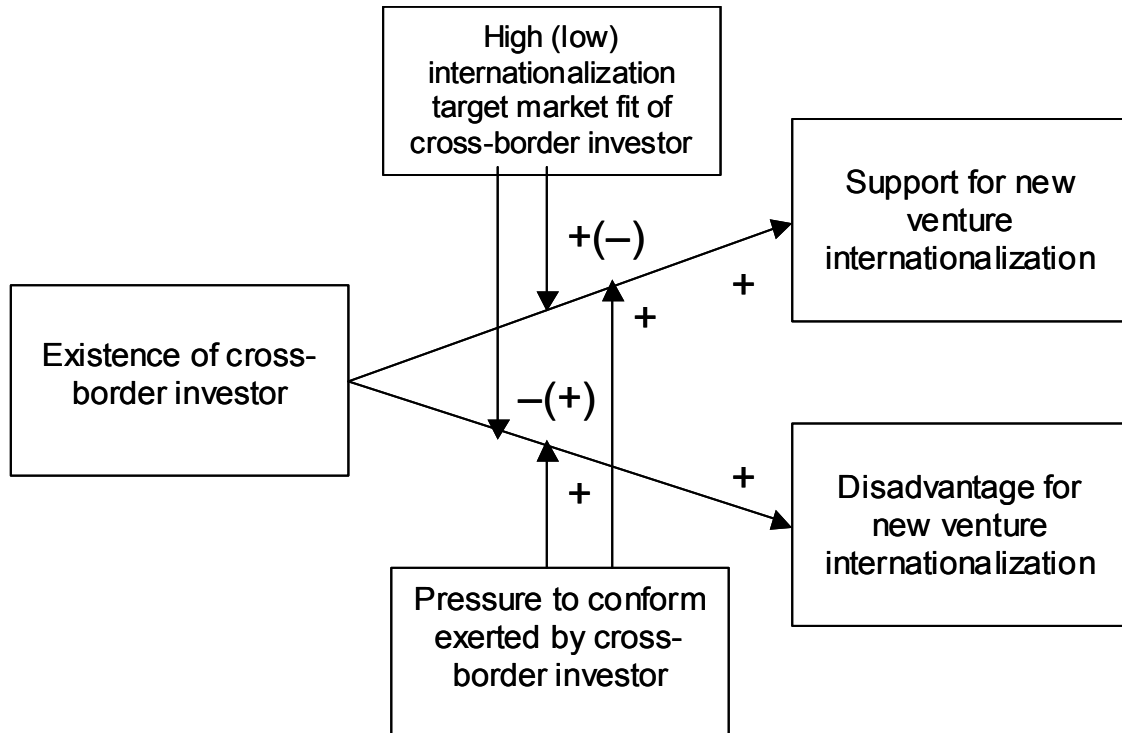 High (low)
internationalization
target market fit of
cross-border investor
Support for new
venture
internationalization
+(–)
+
+
Existence of cross-
border investor
–(+)
+
+
Disadvantage for
new venture
internationalization
Pressure to conform
exerted by cross-
border investor